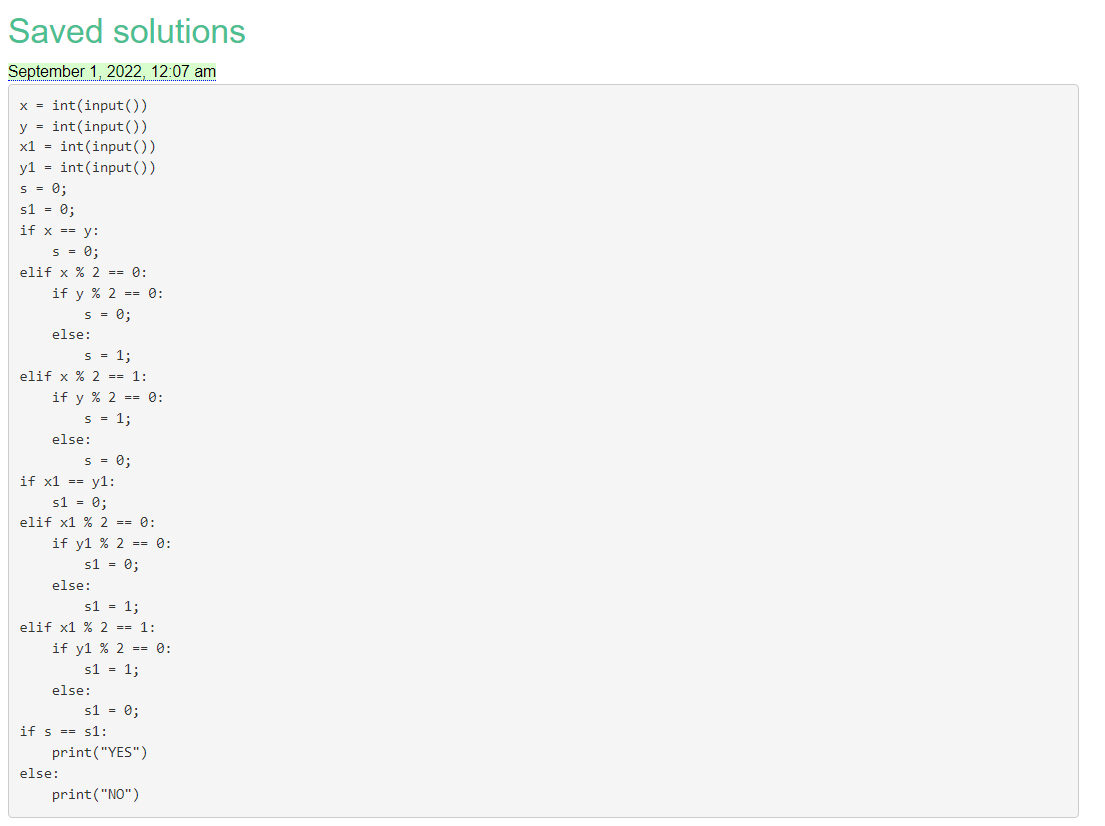 Saved solutions
September 1, 2022, 12:07 am
x = int(input())
y = int(input())
x1 = int(input())
y1 = int(input())
s = 0;
s1 = 0;
if x == y:
    s = 0;
elif x % 2 == 0:
    if y % 2 == 0:
        s = 0;
    else:
        s = 1;
elif x % 2 == 1:
    if y % 2 == 0:
        s = 1;
    else:
        s = 0;
if x1 == y1:
    s1 = 0;
elif x1 % 2 == 0:
    if y1 % 2 == 0:
        s1 = 0;
    else:
        s1 = 1;
elif x1 % 2 == 1:
    if y1 % 2 == 0:
        s1 = 1;
    else:
        s1 = 0;
if s == s1:
    print("YES")
else:
    print("NO")